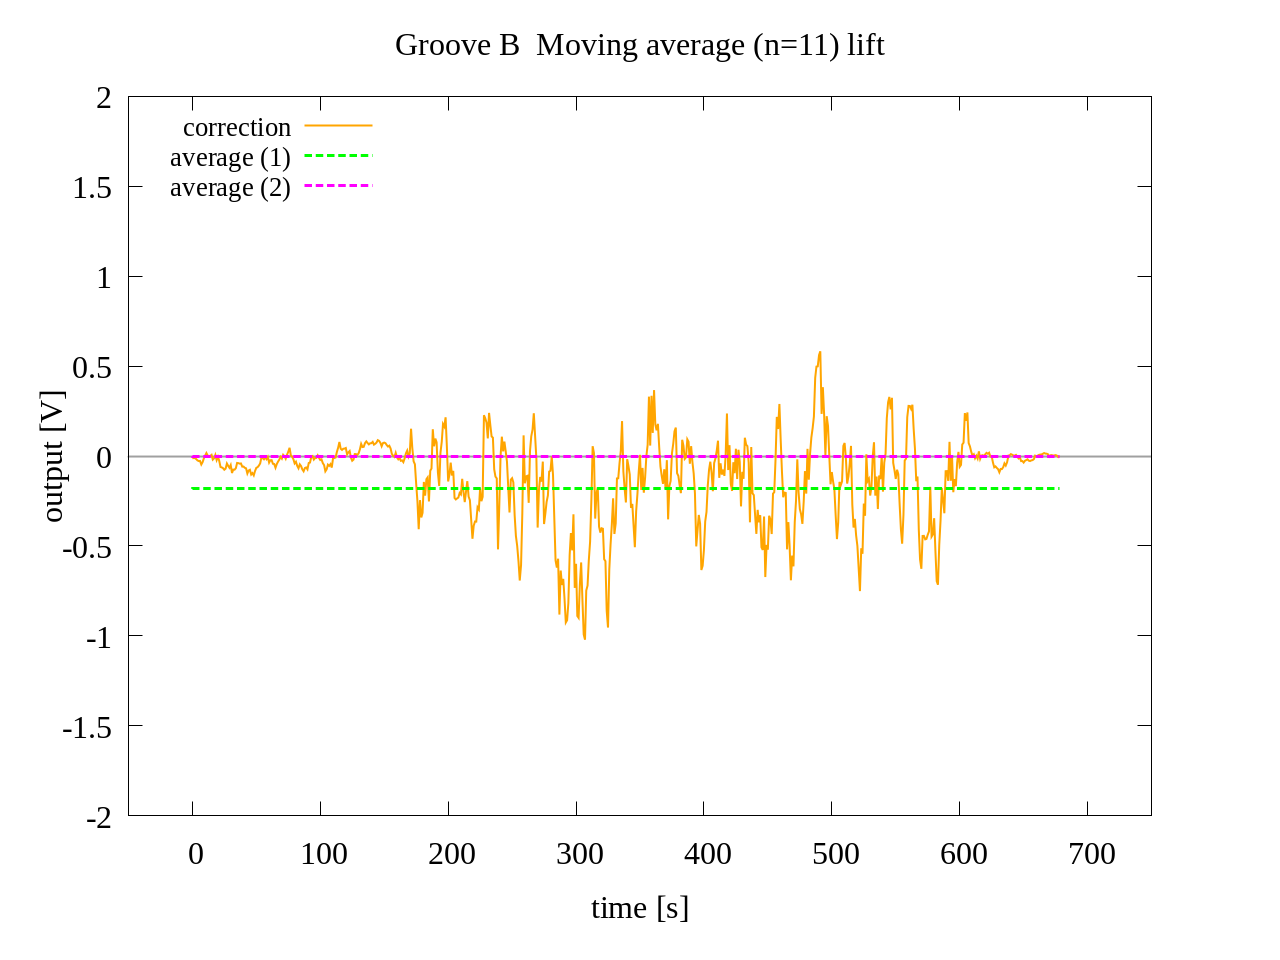 Groove B  Moving average (n=11) lift
correction
average (1)
average (2)
2
1.5
1
0.5
0
-0.5
-1
-1.5
-2
output [V]
0 100 200 300 400 500 600 700
time [s]